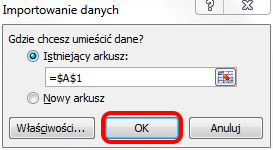 Importowanie danych
Gdzie chcesz umieścić dane?
Istniejący arkusz:
=$A$1
Nowy arkusz
Właściwości...
OK
Anuluj